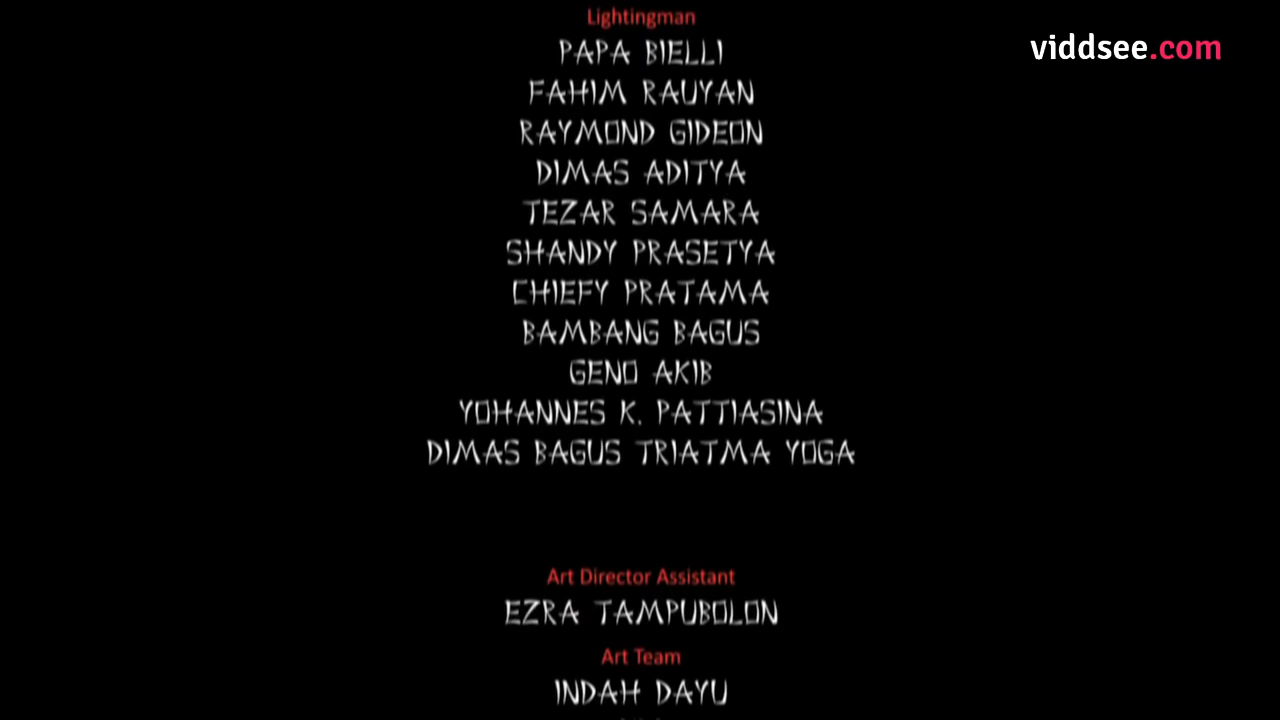 Lightingman
viddsee.com
PAPA BIELLI
FAHIM RAUYAN
RAYMOND GIDEON
DIMAS ADITYA
TEZAR SAMARA
SHANDY PRASETYA
CHIEFY PRATAMA
BAMBANG BAGUS
GENO AKIB
YOHANNES K. PATTIASINA
DIMAS BAGUS TRIATMA YOGA
Art Director Assistant
EZRA TAMPUBOLON
Art Team
INDAH DAYU